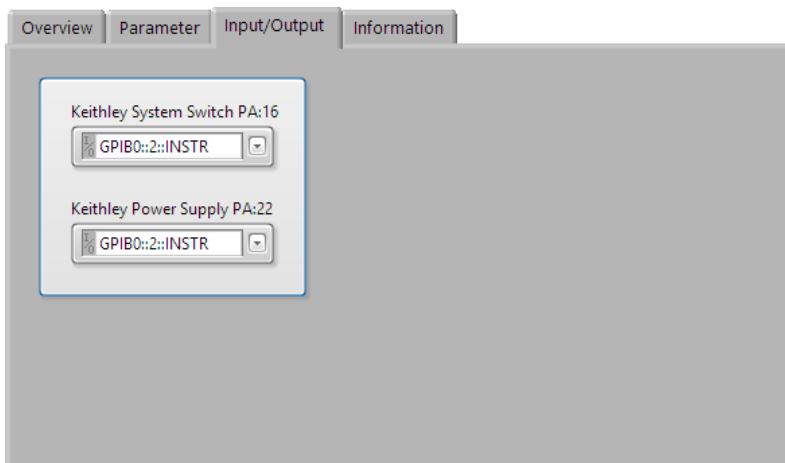 Overview Parameter Input/Output Information
Keithley System Switch PA:16
I/O GPIB0::2::INSTR
Keithley Power Supply PA:22
I/O GPIB0::2::INSTR